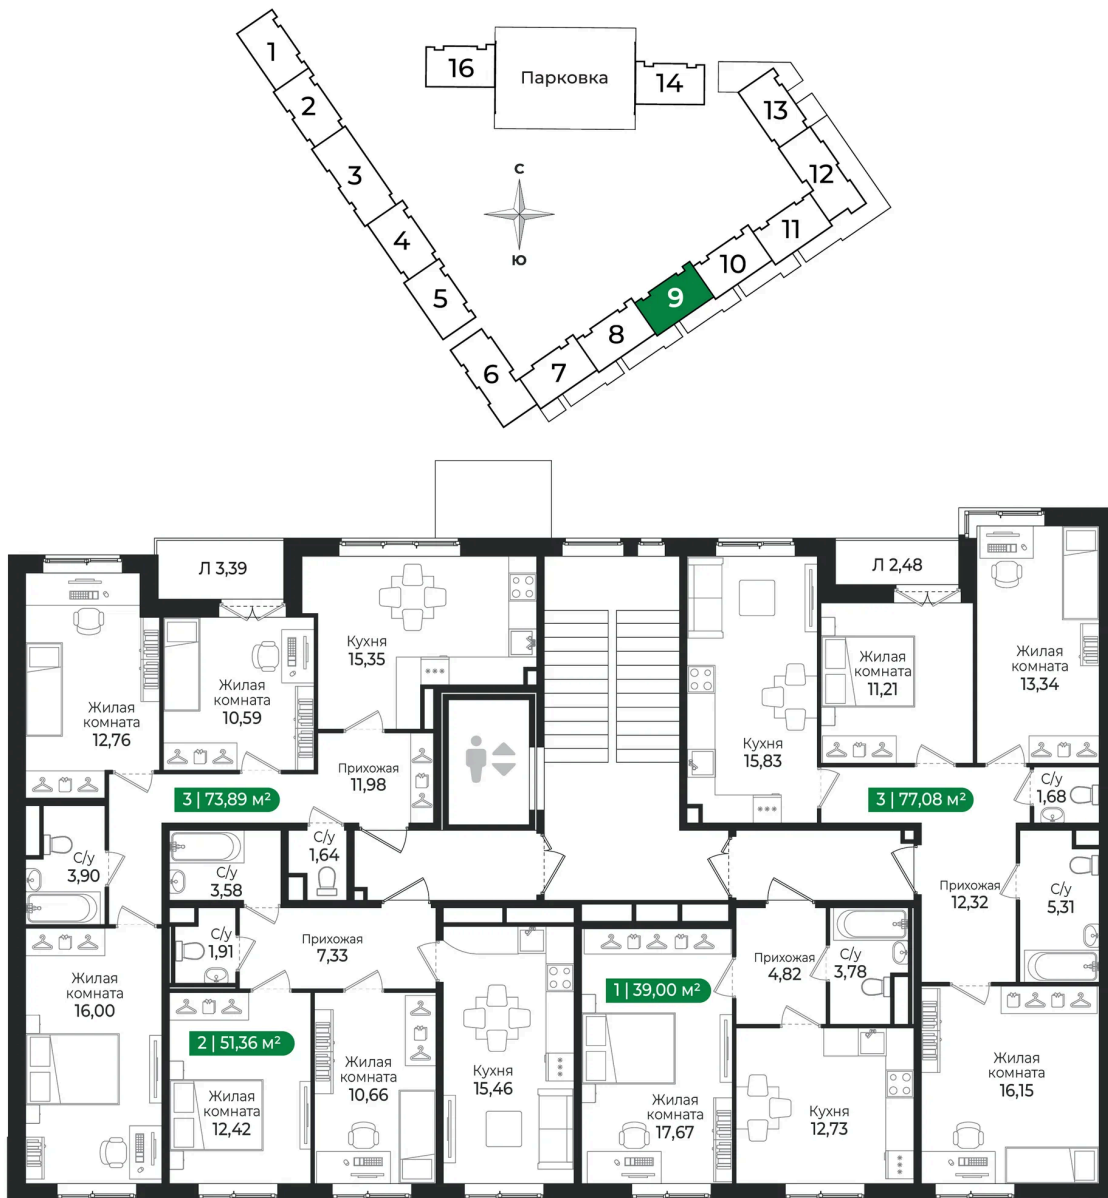 1
2
3
4
5
6
7
8
9
10
11
12
13
14
Парковка
16
С
Ю
Л 3,39
Л 2,48
Кухня
15,35
Жилая
комната
10,59
Жилая
комната
12,76
Прихожая
11,98
3 | 73,89 м²
Кухня
15,83
Жилая
комната
11,21
Жилая
комната
13,34
3 | 77,08 м²
С/у
1,68
С/у
3,90
С/у
3,58
С/у
1,64
С/у
1,91
Прихожая
7,33
Прихожая
4,82
С/у
3,78
Прихожая
12,32
С/у
5,31
Жилая
комната
16,00
2 | 51,36 м²
Жилая
комната
12,42
Жилая
комната
10,66
Кухня
15,46
1 | 39,00 м²
Жилая
комната
17,67
Кухня
12,73
Жилая
комната
16,15